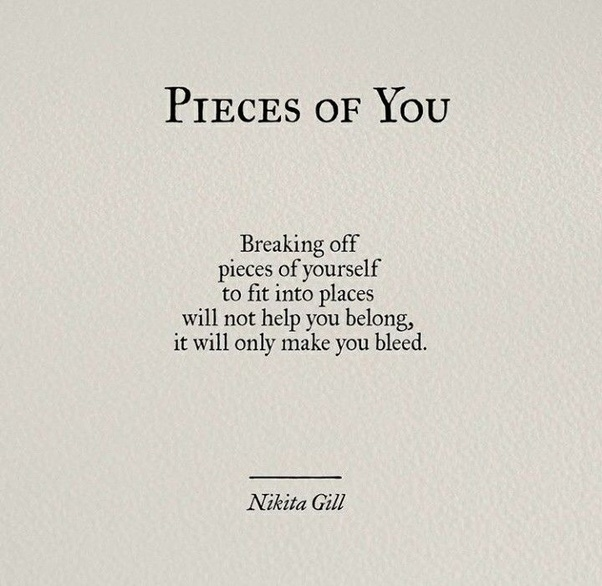 PIECES OF YOU
Breaking off
pieces of yourself
to fit into places
will not help you belong,
it will only make you bleed.
Nikita Gill